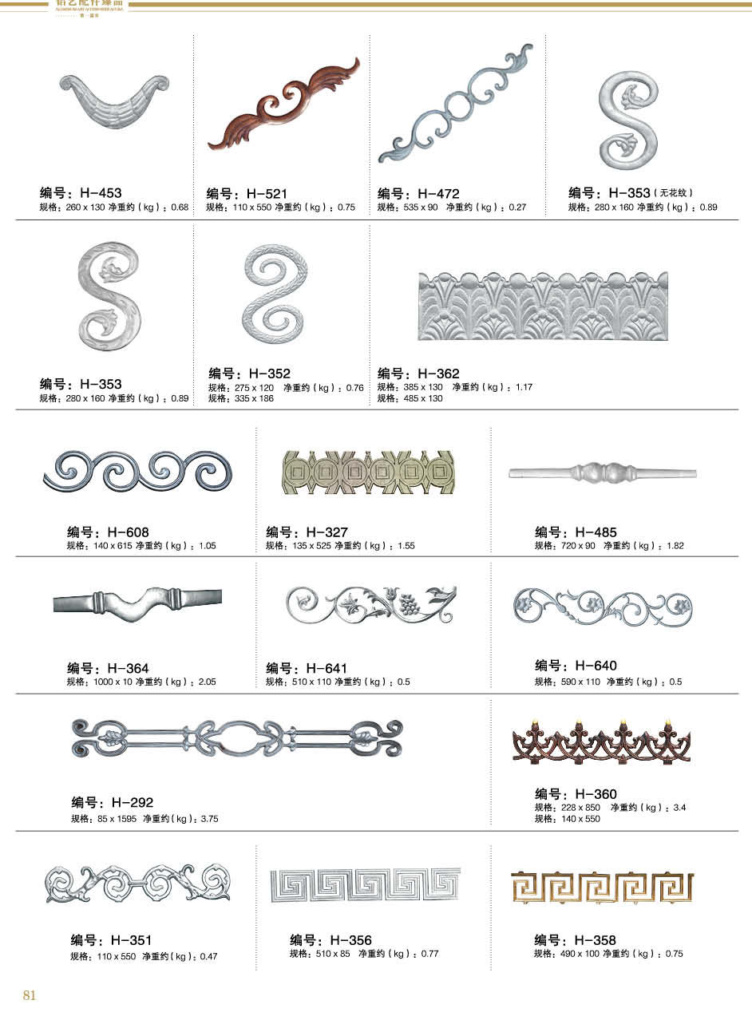 编号：H-453
规格：260 x 130 净重约（kg）：0.68
编号：H-521
规格：110 x 550 净重约（kg）：0.75
编号：H-472
规格：535 x 90 净重约（kg）：0.27
编号：H-353（无花纹）
规格：280 x 160 净重约（kg）：0.89
编号：H-353
规格：280 x 160 净重约（kg）：0.89
编号：H-352
规格：275 x 120 净重约（kg）：0.76
规格：335 x 186
编号：H-362
规格：385 x 130 净重约（kg）：1.17
规格：485 x 130
编号：H-608
规格：140 x 615 净重约（kg）：1.05
编号：H-327
规格：135 x 525 净重约（kg）：1.55
编号：H-485
规格：720 x 90 净重约（kg）：1.82
编号：H-364
规格：1000 x 10 净重约（kg）：2.05
编号：H-641
规格：510 x 110 净重约（kg）：0.5
编号：H-640
规格：590 x 110 净重约（kg）：0.5
编号：H-292
规格：85 x 1595 净重约（kg）：3.75
编号：H-360
规格：228 x 850 净重约（kg）：3.4
规格：140 x 550
编号：H-351
规格：110 x 550 净重约（kg）：0.47
编号：H-356
规格：510 x 85 净重约（kg）：0.77
编号：H-358
规格：490 x 100 净重约（kg）：0.75
81